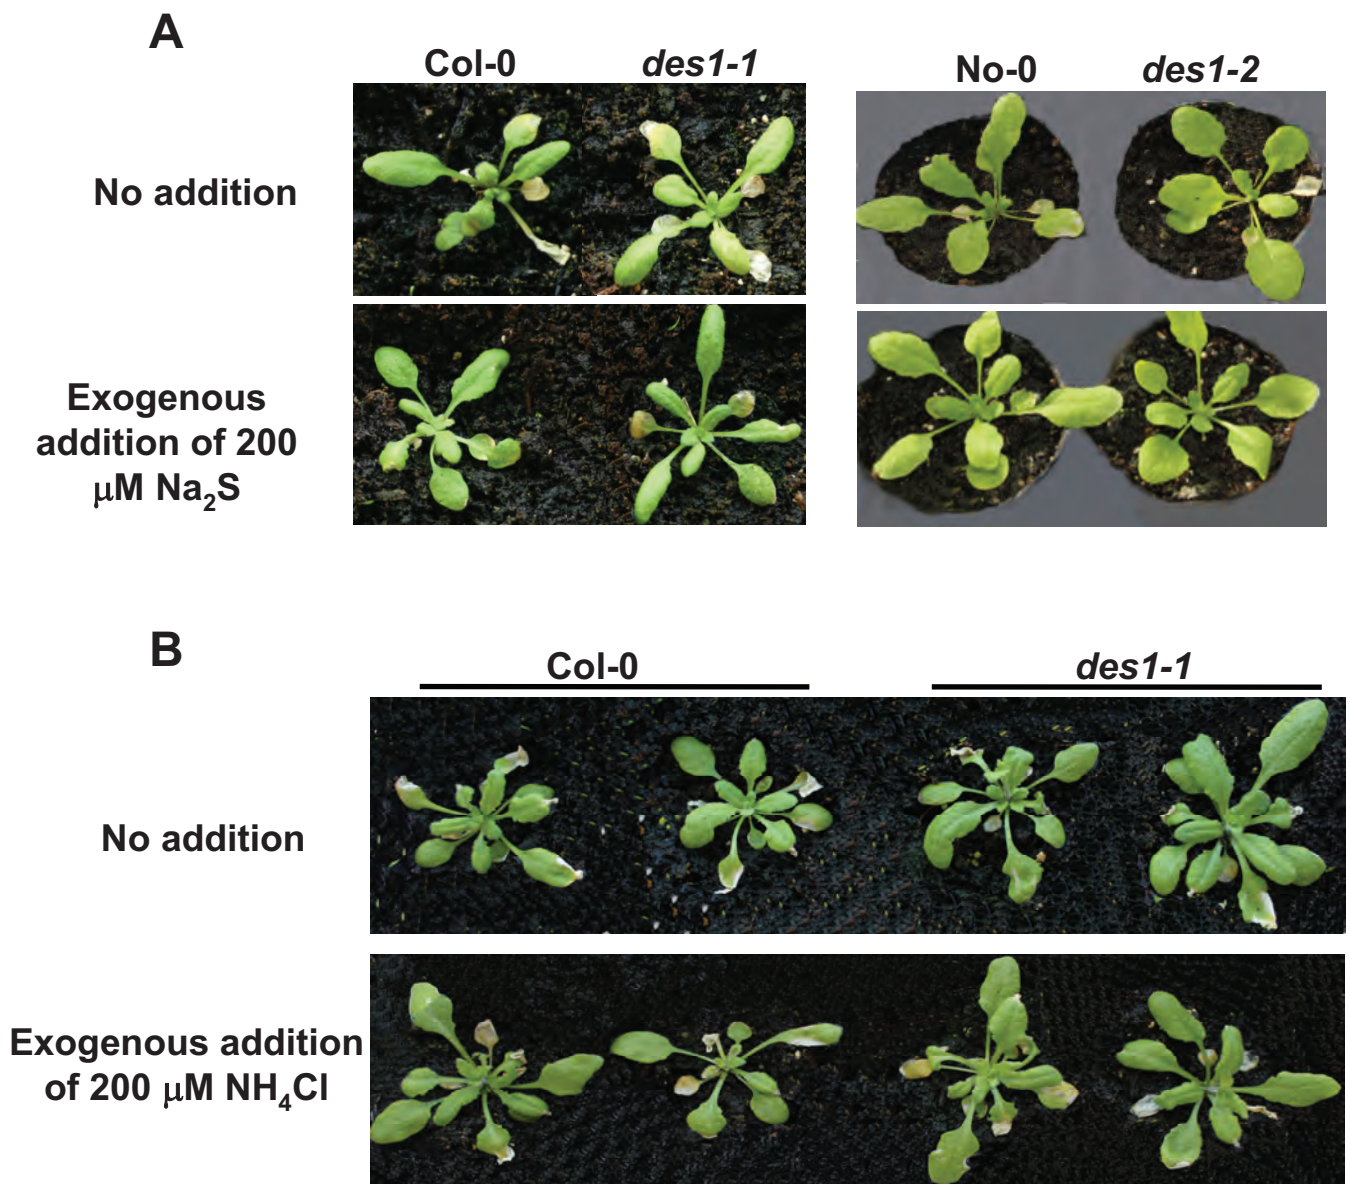 A
Col-0 des1-1 No-0 des1-2
No addition
Exogenous
addition of 200
μM Na₂S
B
Col-0 des1-1
No addition
Exogenous addition
of 200 μM NH₄Cl